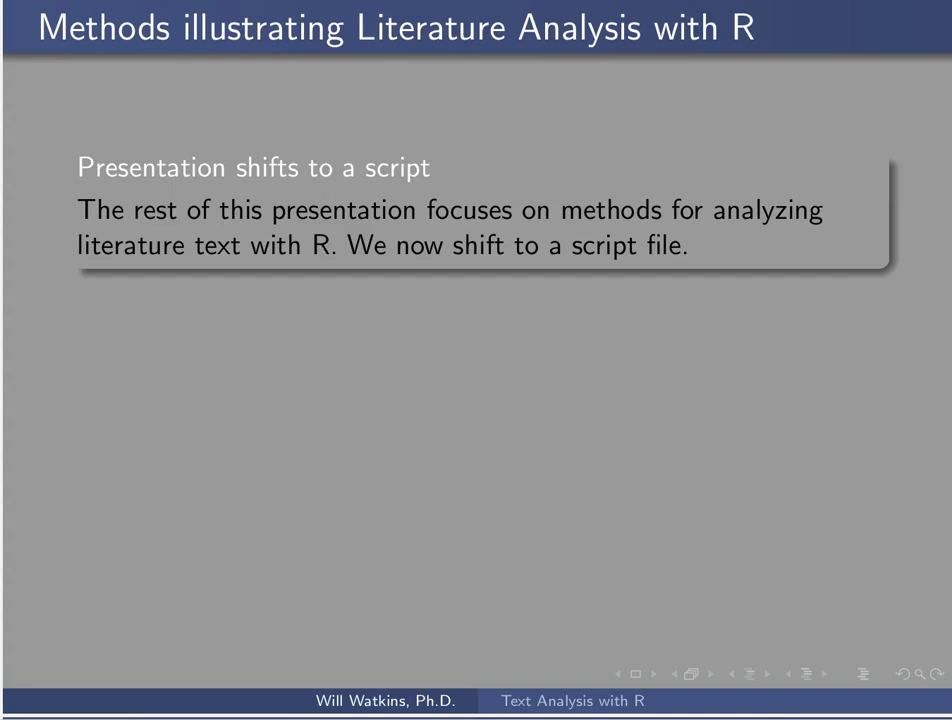 Methods illustrating Literature Analysis with R
Presentation shifts to a script
The rest of this presentation focuses on methods for analyzing
literature text with R. We now shift to a script file.
Will Watkins, Ph.D. Text Analysis with R